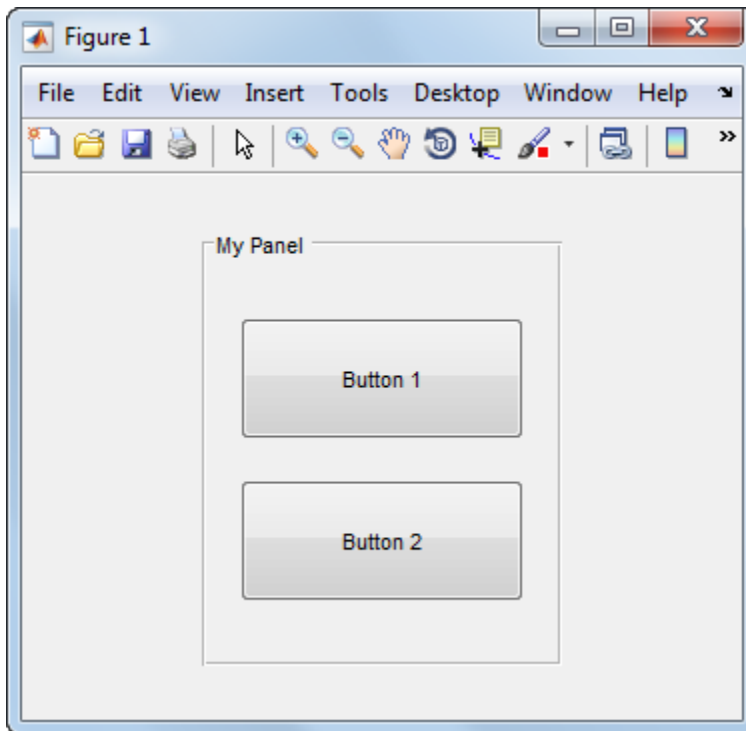 Figure 1
File Edit View Insert Tools Desktop Window Help
My Panel
Button 1
Button 2